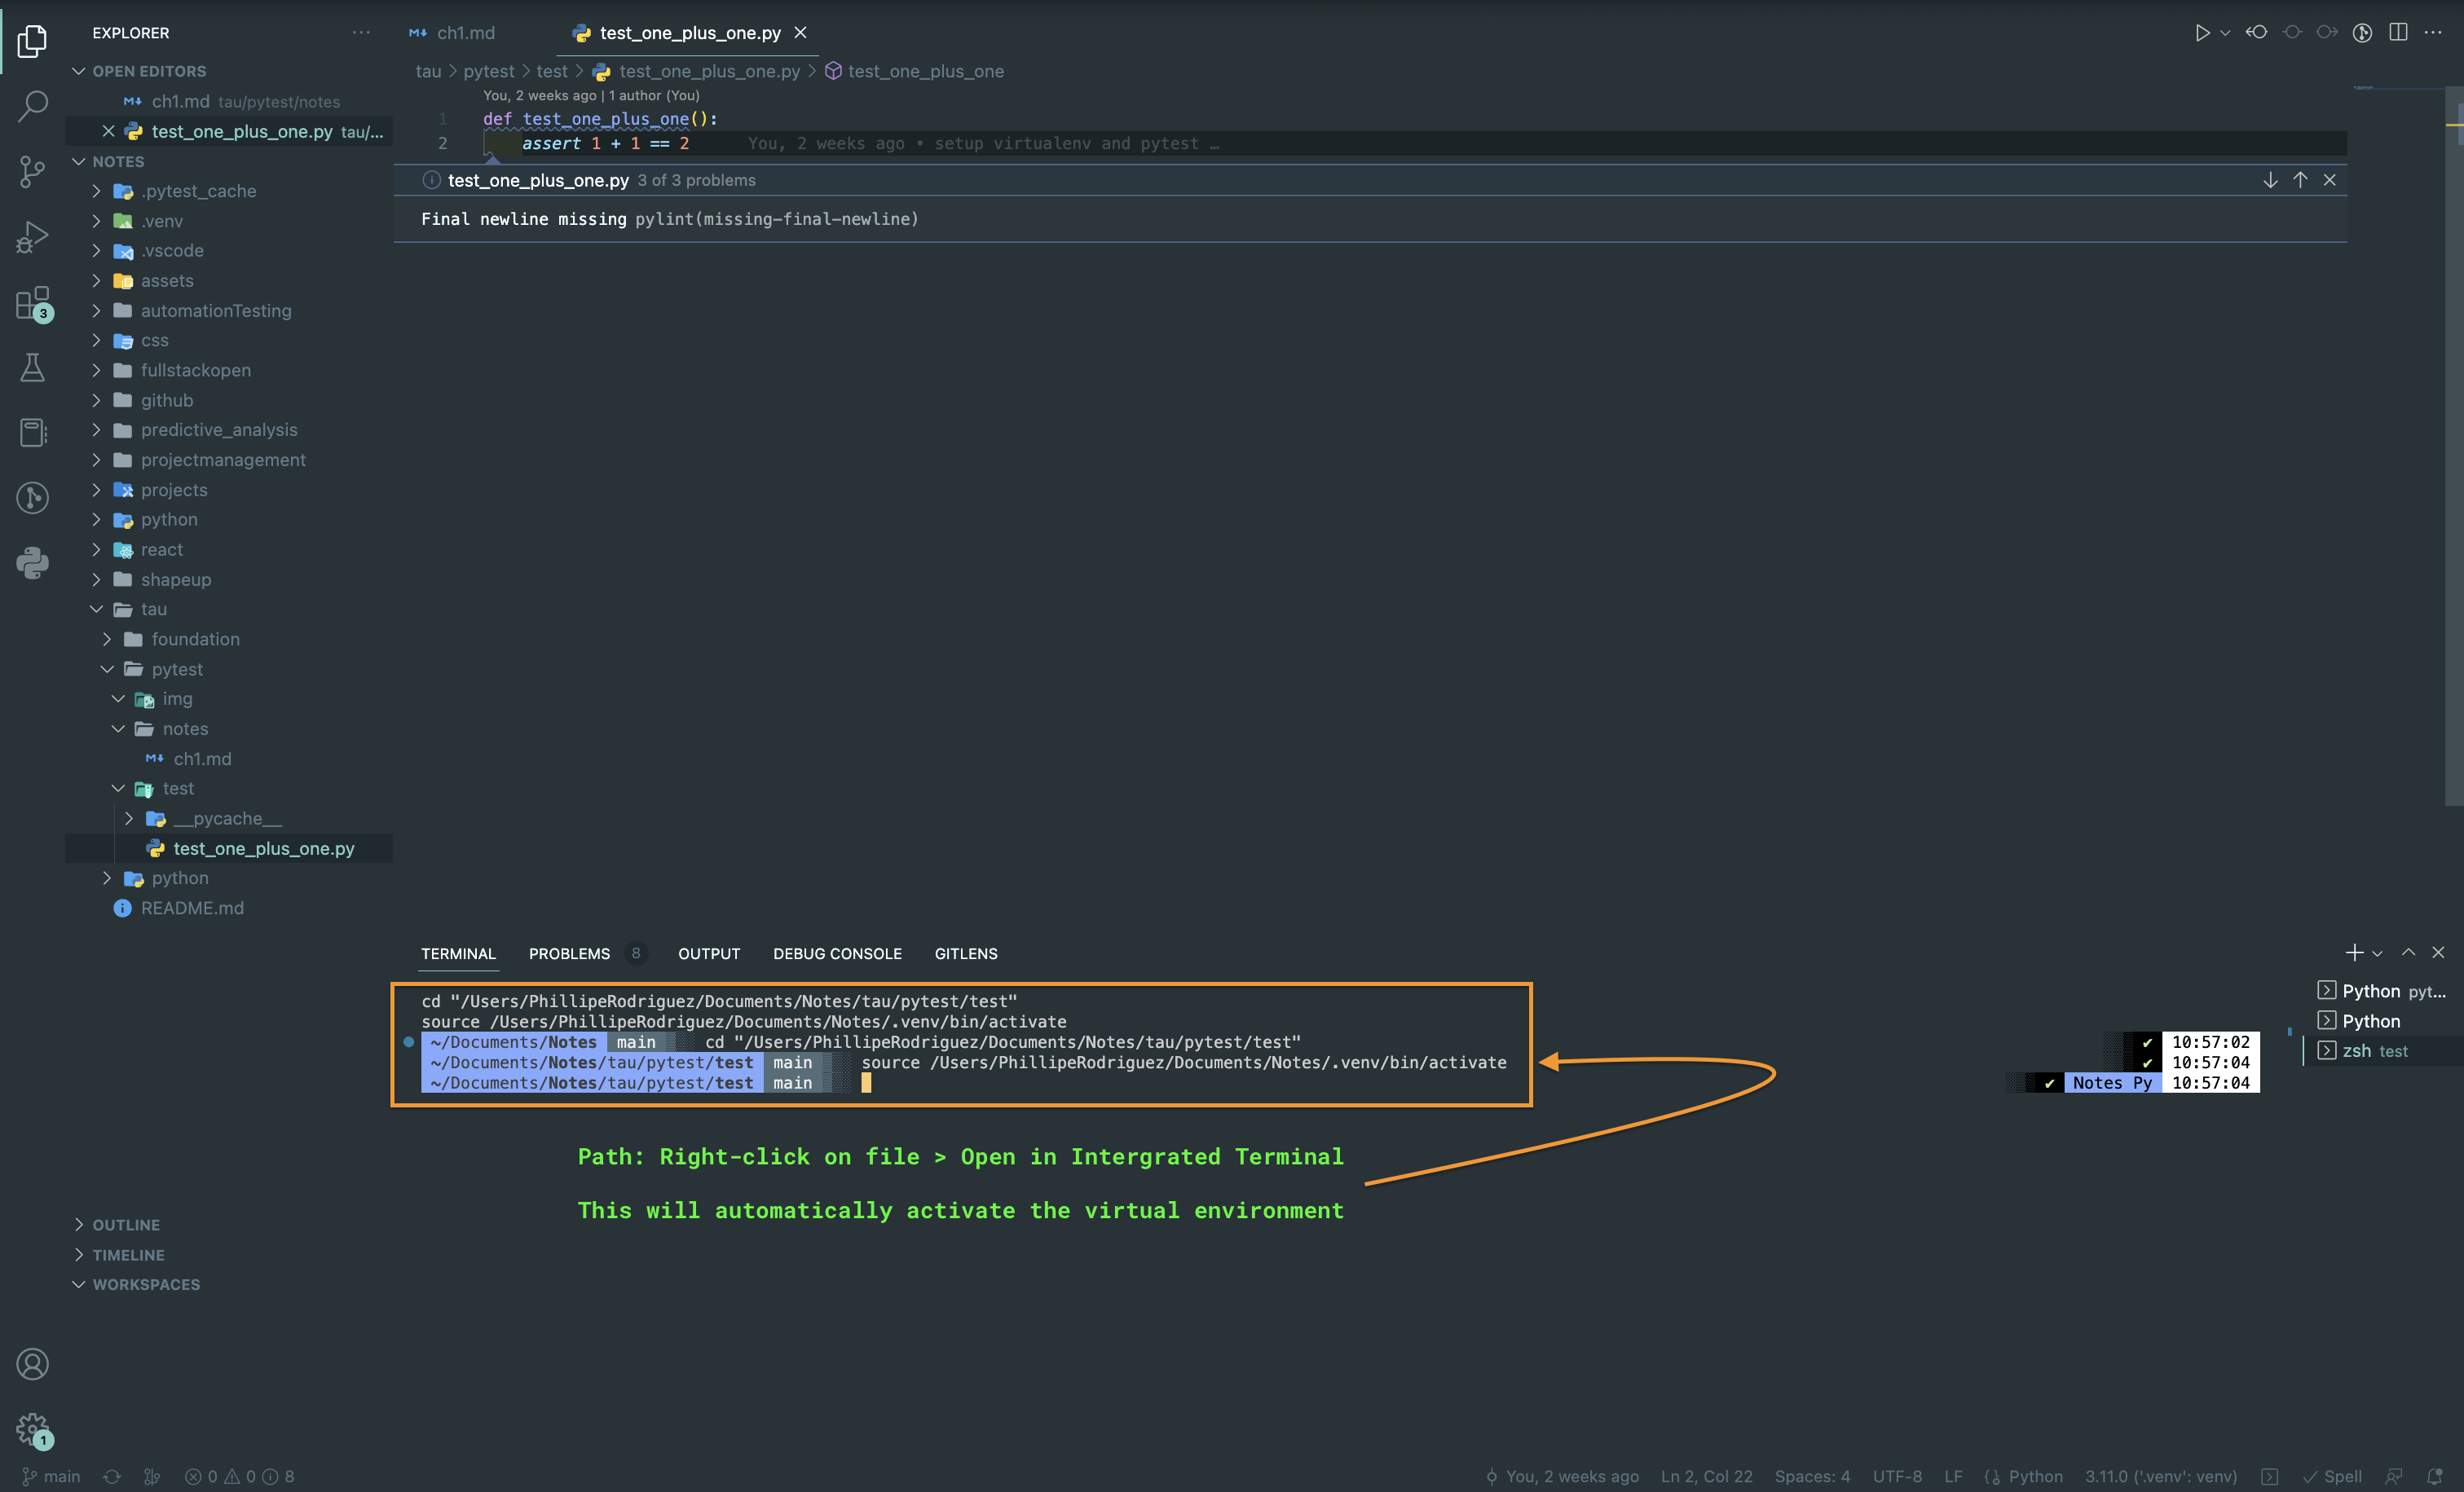 EXPLORER
OPEN EDITORS
ch1.md tau/pytest/notes
test_one_plus_one.py tau/...
NOTES
.pytest_cache
.venv
.vscode
assets
automationTesting
css
fullstackopen
github
predictive_analysis
projectmanagement
projects
python
react
shapeup
tau
foundation
pytest
img
notes
ch1.md
test
__pycache__
test_one_plus_one.py
python
README.md
OUTLINE
TIMELINE
WORKSPACES
3
1
ch1.md
test_one_plus_one.py
tau > pytest > test > test_one_plus_one.py > test_one_plus_one
You, 2 weeks ago | 1 author (You)
1 def test_one_plus_one():
2 assert 1 + 1 == 2 You, 2 weeks ago • setup virtualenv and pytest …
test_one_plus_one.py 3 of 3 problems
Final newline missing pylint(missing-final-newline)
TERMINAL PROBLEMS 8 OUTPUT DEBUG CONSOLE GITLENS
cd "/Users/PhillipeRodriguez/Documents/Notes/tau/pytest/test"
source /Users/PhillipeRodriguez/Documents/Notes/.venv/bin/activate
~/Documents/Notes main cd "/Users/PhillipeRodriguez/Documents/Notes/tau/pytest/test" ✔ 10:57:02
~/Documents/Notes/tau/pytest/test main source /Users/PhillipeRodriguez/Documents/Notes/.venv/bin/activate ✔ 10:57:04
~/Documents/Notes/tau/pytest/test main ✔ Notes Py 10:57:04
Python pyt...
Python
zsh test
Path: Right-click on file > Open in Intergrated Terminal
This will automatically activate the virtual environment
main 0 0 8 You, 2 weeks ago Ln 2, Col 22 Spaces: 4 UTF-8 LF Python 3.11.0 ('.venv': venv) Spell